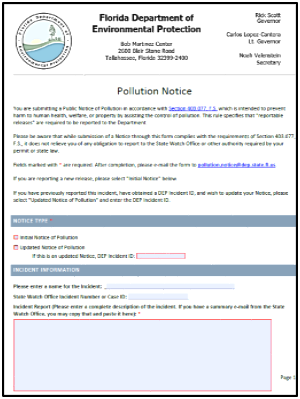 Florida Department of
Environmental Protection
Bob Martinez Center
2600 Blair Stone Road
Tallahassee, Florida 32399-2400
Rick Scott
Governor
Carlos Lopez-Cantera
Lt. Governor
Noah Valenstein
Secretary
Pollution Notice
You are submitting a Public Notice of Pollution in accordance with Section 403.077, F.S., which is intended to prevent
harm to human health, welfare, or property by assisting the control of pollution. This rule specifies that "reportable
releases" are required to be reported to the Department
Please be aware that while submission of a Notice through this form complies with the requirements of Section 403.077
F.S., it does not relieve you of any obligation to report to the State Watch Office or other authority required by your
permit or state law.
Fields marked with * are required. After completion, please e-mail the form to pollution.notice@dep.state.fl.us
If you are reporting a new release, please select "Initial Notice" below.
If you have previously reported this incident, have obtained a DEP Incident ID, and wish to update your Notice, please
select "Updated Notice of Pollution" and enter the DEP Incident ID.
NOTICE TYPE
Initial Notice of Pollution
Updated Notice of Pollution
If this is an Updated Notice, DEP Incident ID:
INCIDENT INFORMATION
Please enter a name for the Incident:
State Watch Office Incident Number or Case ID:
Incident Report (Please enter a complete description of the incident. If you have a summary e-mail from the State
Watch Office, you may copy that and paste it here): *
Page 1